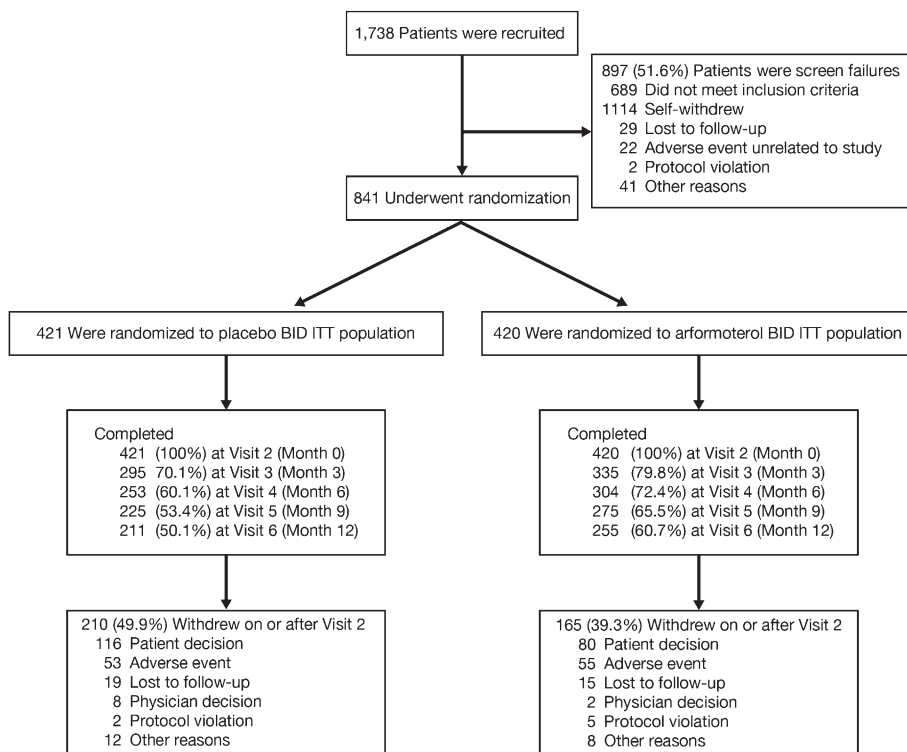 1,738 Patients were recruited
897 (51.6%) Patients were screen failures
689 Did not meet inclusion criteria
1114 Self-withdrew
29 Lost to follow-up
22 Adverse event unrelated to study
2 Protocol violation
41 Other reasons
841 Underwent randomization
421 Were randomized to placebo BID ITT population
420 Were randomized to arformoterol BID ITT population
Completed
421 (100%) at Visit 2 (Month 0)
295 70.1%) at Visit 3 (Month 3)
253 (60.1%) at Visit 4 (Month 6)
225 (53.4%) at Visit 5 (Month 9)
211 (50.1%) at Visit 6 (Month 12)
Completed
420 (100%) at Visit 2 (Month 0)
335 (79.8%) at Visit 3 (Month 3)
304 (72.4%) at Visit 4 (Month 6)
275 (65.5%) at Visit 5 (Month 9)
255 (60.7%) at Visit 6 (Month 12)
210 (49.9%) Withdrew on or after Visit 2
116 Patient decision
53 Adverse event
19 Lost to follow-up
8 Physician decision
2 Protocol violation
12 Other reasons
165 (39.3%) Withdrew on or after Visit 2
80 Patient decision
55 Adverse event
15 Lost to follow-up
2 Physician decision
5 Protocol violation
8 Other reasons